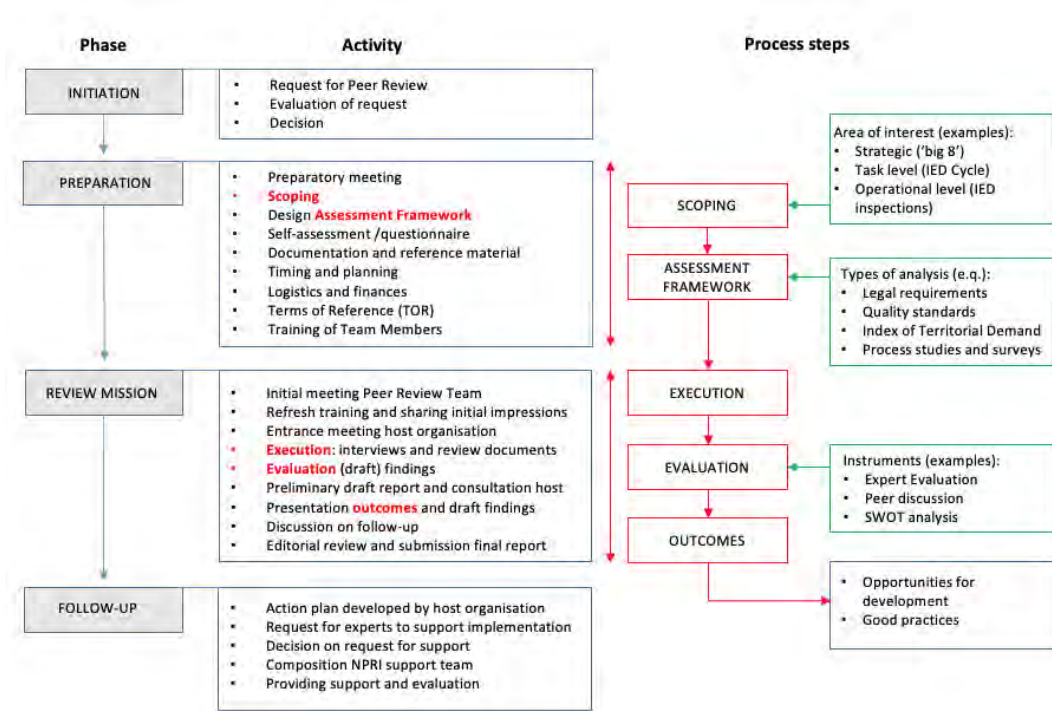 Phase
Activity
Process steps
INITIATION
• Request for Peer Review
• Evaluation of request
• Decision
PREPARATION
• Preparatory meeting
• Scoping
• Design Assessment Framework
• Self-assessment /questionnaire
• Documentation and reference material
• Timing and planning
• Logistics and finances
• Terms of Reference (TOR)
• Training of Team Members
REVIEW MISSION
• Initial meeting Peer Review Team
• Refresh training and sharing initial impressions
• Entrance meeting host organisation
• Execution: interviews and review documents
• Evaluation (draft) findings
• Preliminary draft report and consultation host
• Presentation outcomes and draft findings
• Discussion on follow-up
• Editorial review and submission final report
FOLLOW-UP
• Action plan developed by host organisation
• Request for experts to support implementation
• Decision on request for support
• Composition NPRI support team
• Providing support and evaluation
SCOPING
ASSESSMENT
FRAMEWORK
EXECUTION
EVALUATION
OUTCOMES
Area of interest (examples):
• Strategic ('big 8')
• Task level (IED Cycle)
• Operational level (IED
inspections)
Types of analysis (e.q.):
• Legal requirements
• Quality standards
• Index of Territorial Demand
• Process studies and surveys
Instruments (examples):
• Expert Evaluation
• Peer discussion
• SWOT analysis
• Opportunities for
development
• Good practices